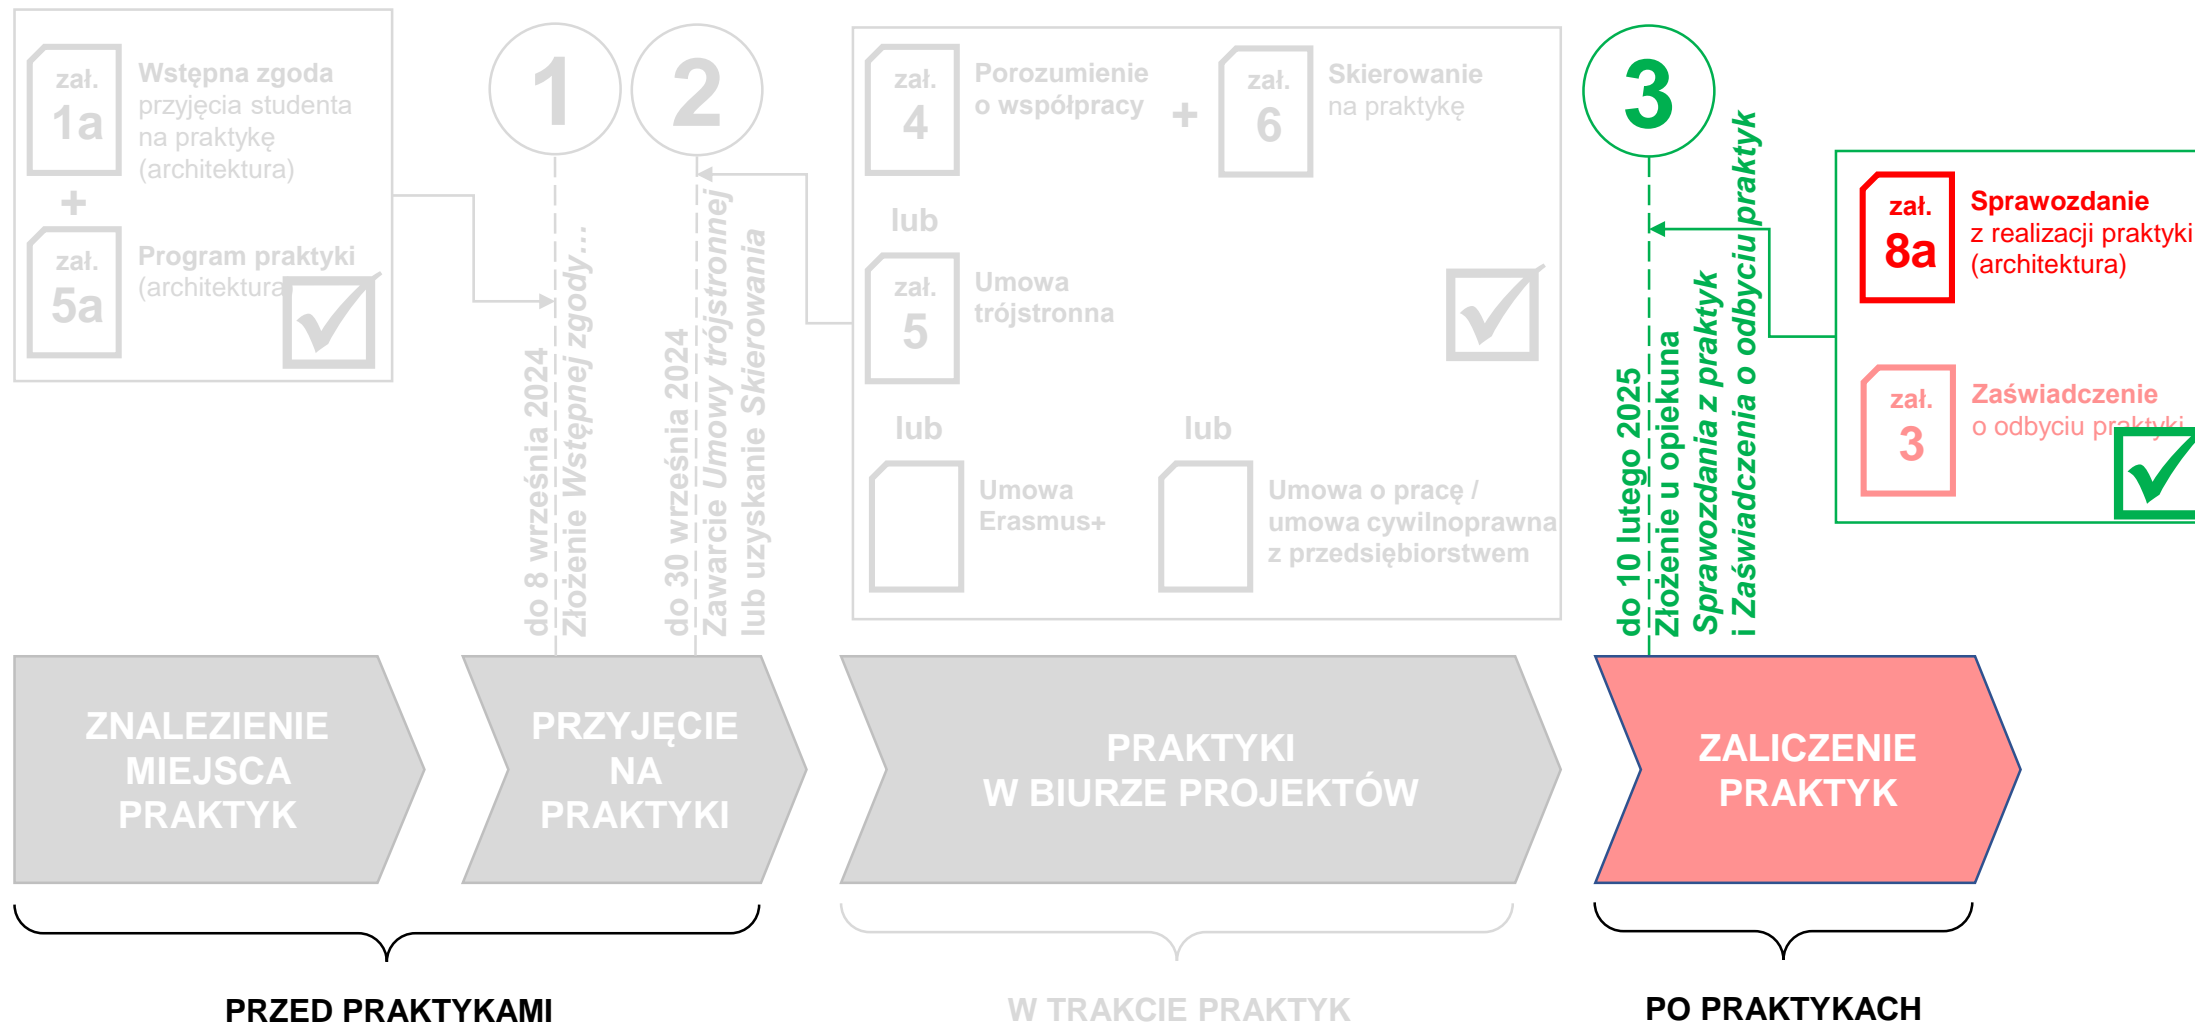 zał.
1a
Wstępna zgoda
przyjęcia studenta
na praktykę
(architektura)
+
zał.
5a
Program praktyki
(architektura)
1
do 8 września 2024
Złożenie Wstępnej zgody…
2
do 30 września 2024
Zawarcie Umowy trójstronnej
lub uzyskanie Skierowania
zał.
4
Porozumienie
o współpracy
+
zał.
6
Skierowanie
na praktykę
lub
zał.
5
Umowa
trójstronna
lub
Umowa
Erasmus+
lub
Umowa o pracę /
umowa cywilnoprawna
z przedsiębiorstwem
3
do 10 lutego 2025
Złożenie u opiekuna
Sprawozdania z praktyk
i Zaświadczenia o odbyciu praktyk
zał.
8a
Sprawozdanie
z realizacji praktyki
(architektura)
zał.
3
Zaświadczenie
o odbyciu praktyki
ZNALEZIENIE
MIEJSCA
PRAKTYK
PRZYJĘCIE
NA
PRAKTYKI
PRAKTYKI
W BIURZE PROJEKTÓW
ZALICZENIE
PRAKTYK
PRZED PRAKTYKAMI
W TRAKCIE PRAKTYK
PO PRAKTYKACH